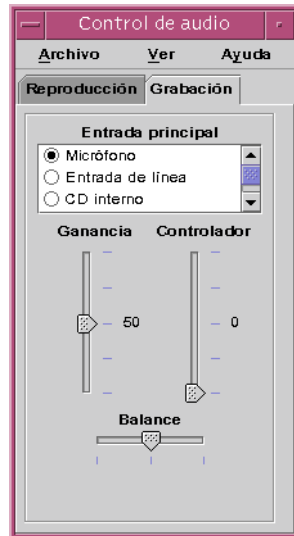 Control de audio
Archivo Ver Ayuda
Reproducción Grabación
Entrada principal
Micrófono
Entrada de línea
CD interno
Ganancia Controlador
50 0
Balance